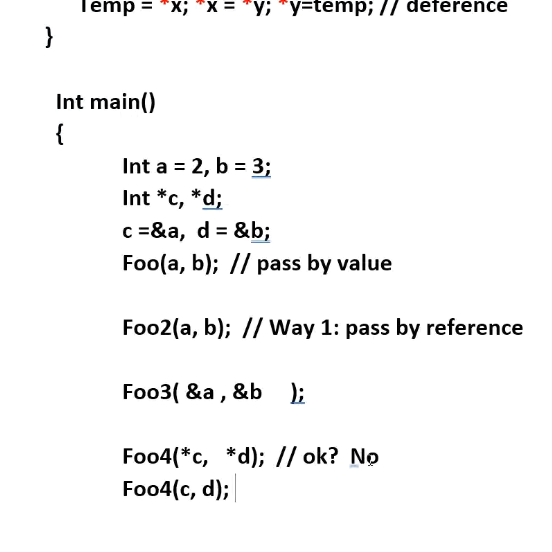 Temp = *x; *x = *y; *y=temp; // deference
}
Int main()
{
Int a = 2, b = 3;
Int *c, *d;
c =&a, d = &b;
Foo(a, b); // pass by value
Foo2(a, b); // Way 1: pass by reference
Foo3( &a , &b );
Foo4(*c, *d); // ok? No
Foo4(c, d);